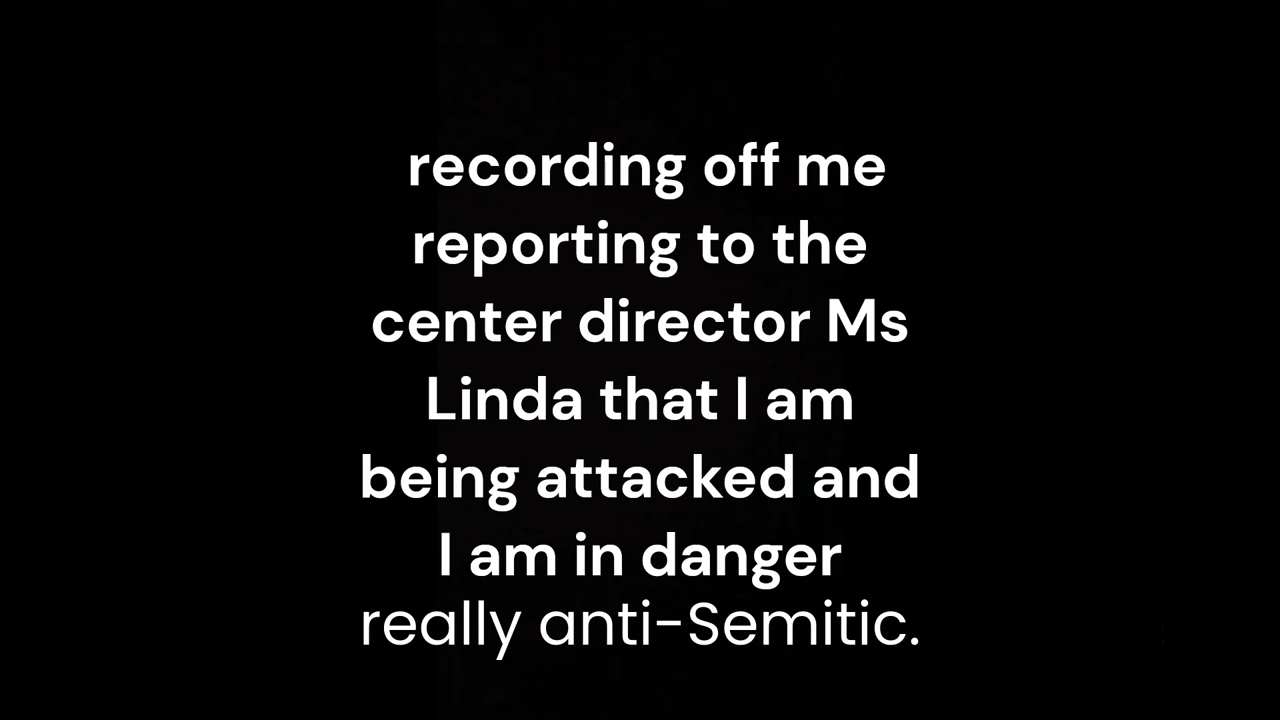 recording off me
reporting to the
center director Ms
Linda that I am
being attacked and
I am in danger
really anti-Semitic.